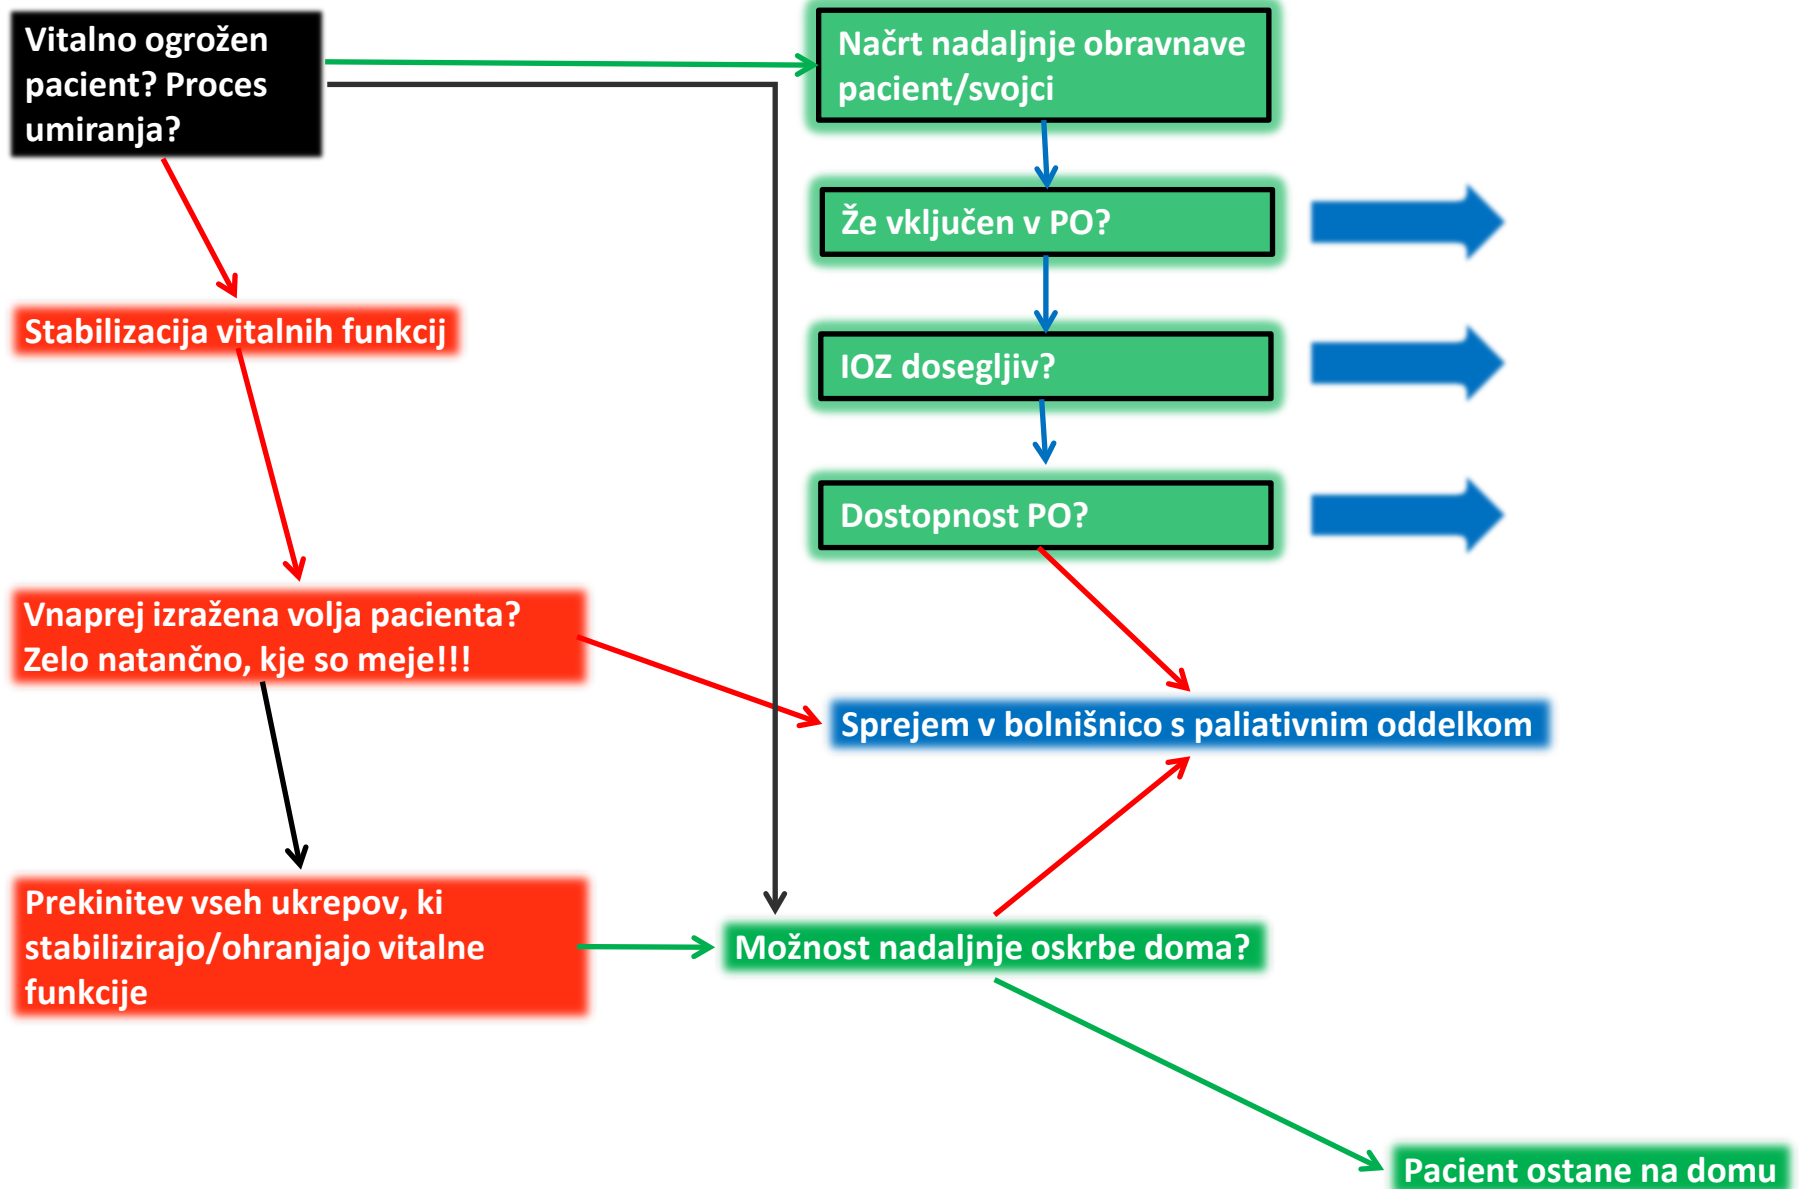 Vitalno ogrožen
pacient? Proces
umiranja?
Načrt nadaljnje obravnave
pacient/svojci
Že vključen v PO?
Stabilizacija vitalnih funkcij
IOZ dosegljiv?
Dostopnost PO?
Vnaprej izražena volja pacienta?
Zelo natančno, kje so meje!!!
Sprejem v bolnišnico s paliativnim oddelkom
Prekinitev vseh ukrepov, ki
stabilizirajo/ohranjajo vitalne
funkcije
Možnost nadaljnje oskrbe doma?
Pacient ostane na domu